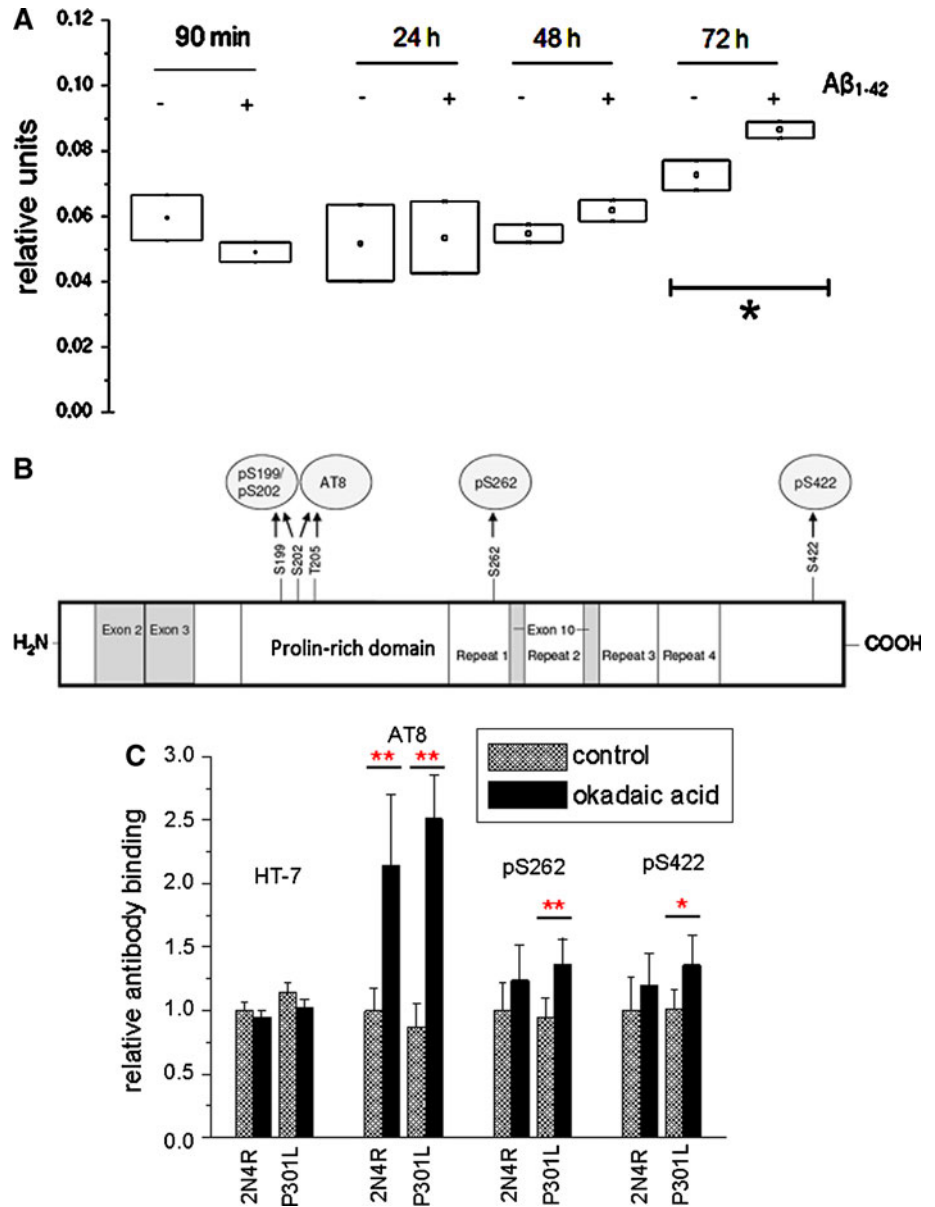 A
0.12
0.10
0.08
0.06
0.04
0.02
0.00
relative units
90 min
24 h
48 h
72 h
- + - + - + - +
Aβ1-42
*
B
pS199/
pS202
AT8
pS262
pS422
S199
S202
T205
S262
S422
H2N
Exon 2
Exon 3
Prolin-rich domain
Repeat 1
Exon 10
Repeat 2
Repeat 3
Repeat 4
COOH
C
3.0
2.5
2.0
1.5
1.0
0.5
0.0
relative antibody binding
control
okadaic acid
HT-7
AT8
** **
pS262
**
pS422
*
2N4R
P301L
2N4R
P301L
2N4R
P301L
2N4R
P301L